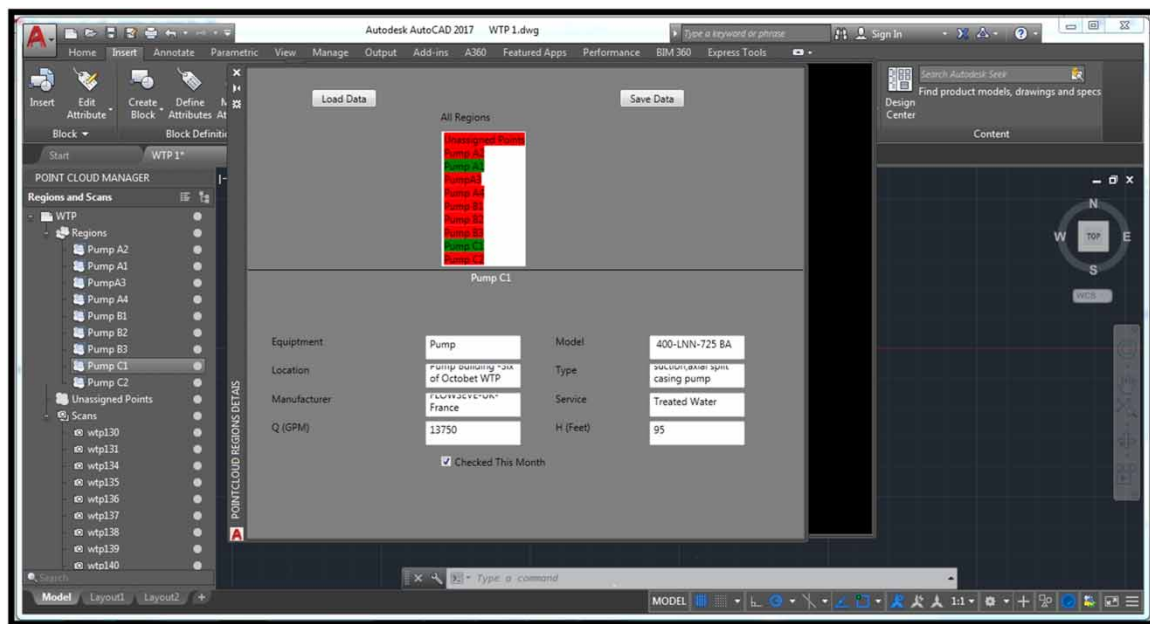 Autodesk AutoCAD 2017 WTP 1.dwg
Type a keyword or phrase
Sign In
Home Insert Annotate Parametric View Manage Output Add-ins A360 Featured Apps Performance BIM 360 Express Tools
Insert
Edit
Attribute
Create
Block
Define
Attributes
Block
Block Definiti
Load Data
Save Data
All Regions
Unassigned Points
Pump A2
Pump A1
PumpA3
Pump A4
Pump B1
Pump B2
Pump B3
Pump C1
Pump C2
Pump C1
Equiptment
Pump
Model
400-LNN-725 BA
Location
Pump Building -Six
of Octobet WTP
Type
suction,axial split
casing pump
Manufacturer
FLOWSEVE-UK-
France
Service
Treated Water
Q (GPM)
13750
H (Feet)
95
Checked This Month
POINTCLOUD REGIONS DETAIS
Search Autodesk Seek
Find product models, drawings and specs
Design
Center
Content
Start
WTP 1*
POINT CLOUD MANAGER
Regions and Scans
WTP
Regions
Pump A2
Pump A1
PumpA3
Pump A4
Pump B1
Pump B2
Pump B3
Pump C1
Pump C2
Unassigned Points
Scans
wtp130
wtp131
wtp134
wtp135
wtp136
wtp137
wtp138
wtp139
wtp140
Search
N
W TOP E
S
WCS
Type a command
Model Layout1 Layout2 +
MODEL
1:1